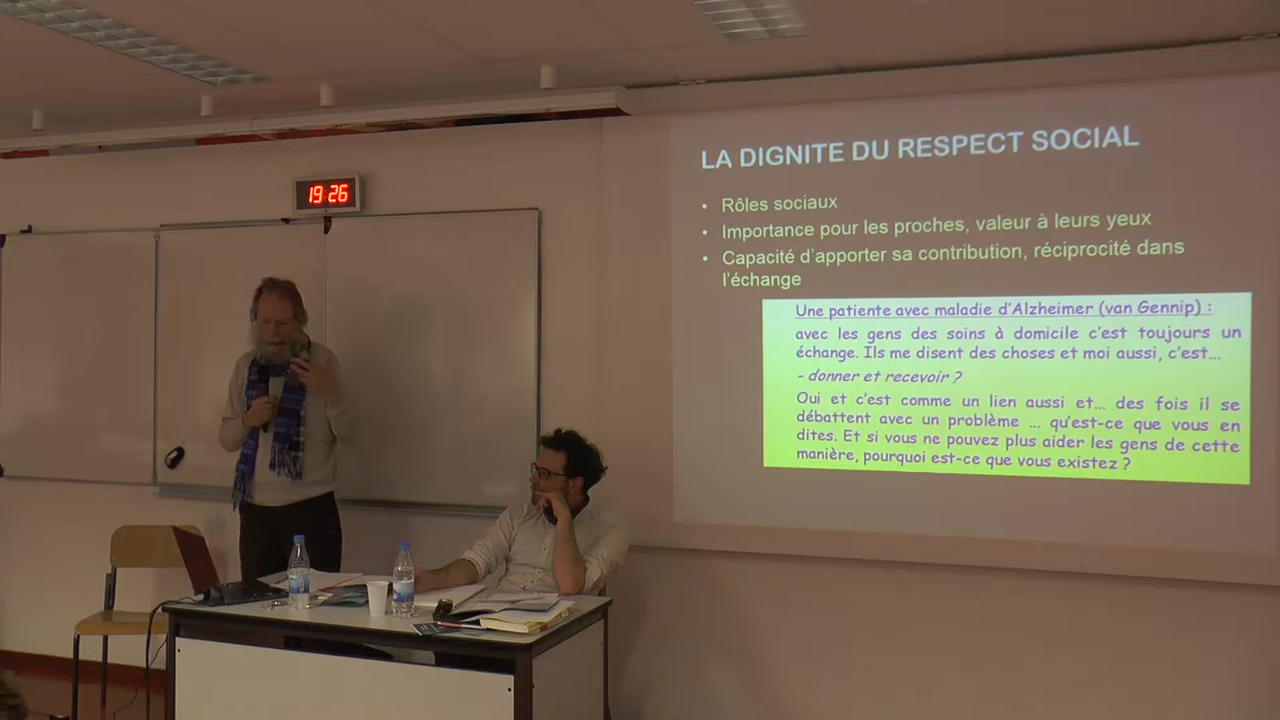 19:26
LA DIGNITE DU RESPECT SOCIAL
• Rôles sociaux
• Importance pour les proches, valeur à leurs yeux
• Capacité d'apporter sa contribution, réciprocité dans
l'échange
Une patiente avec maladie d'Alzheimer (van Gennip) :
avec les gens des soins à domicile c'est toujours un
échange. Ils me disent des choses et moi aussi, c'est…
- donner et recevoir ?
Oui et c'est comme un lien aussi et… des fois il se
débattent avec un problème … qu'est-ce que vous en
dites. Et si vous ne pouvez plus aider les gens de cette
manière, pourquoi est-ce que vous existez ?